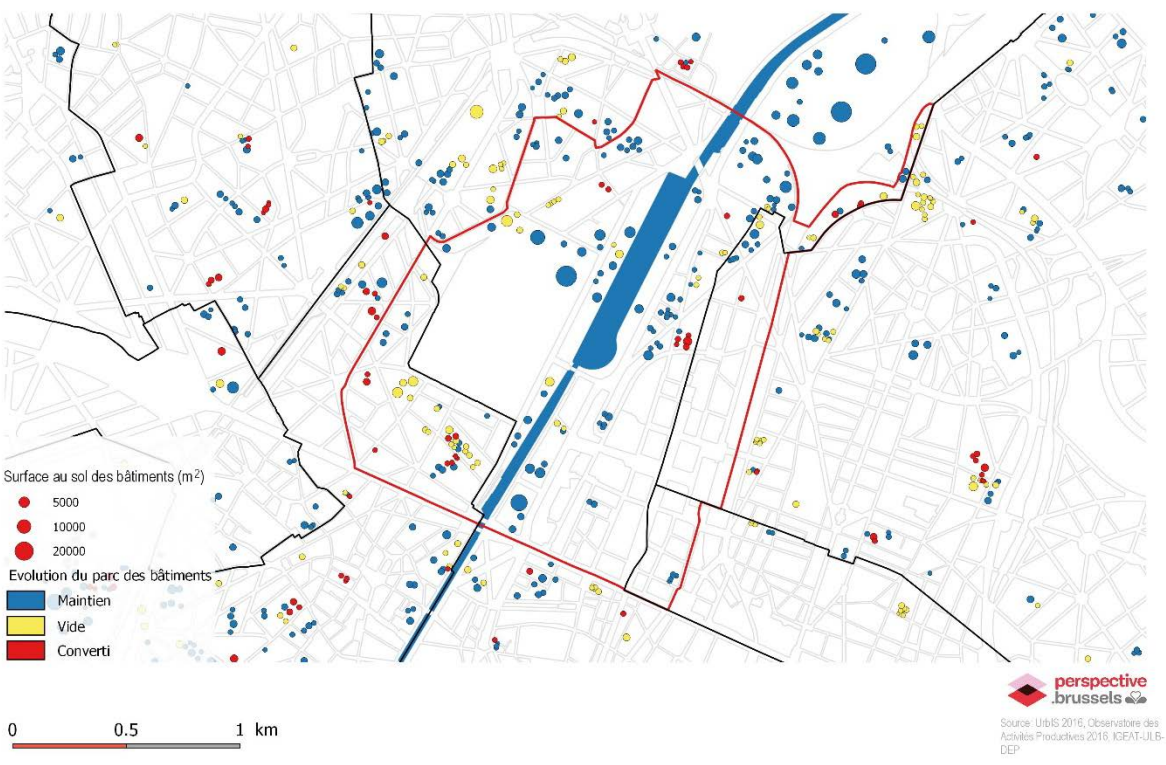 Surface au sol des bâtiments (m²)
5000
10000
20000
Evolution du parc des bâtiments
Maintien
Vide
Converti
0 0.5 1 km
perspective
.brussels
Source: UrbIS 2016, Observatoire des
Activités Productives 2016, IGEAT-ULB-
DEP